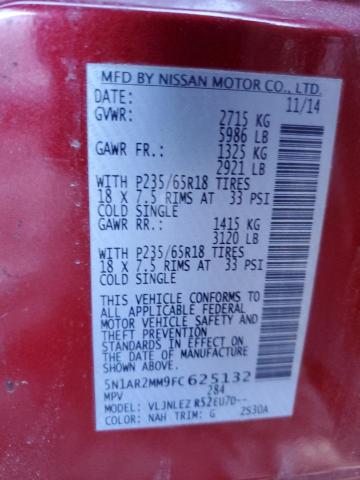 MFD BY NISSAN MOTOR CO., LTD.
DATE: 11/14
GVWR: 2715 KG
5986 LB
GAWR FR.: 1325 KG
2921 LB
WITH P235/65R18 TIRES
18 X 7.5 RIMS AT 33 PSI
COLD SINGLE
GAWR RR.: 1415 KG
3120 LB
WITH P235/65R18 TIRES
18 X 7.5 RIMS AT 33 PSI
COLD SINGLE
THIS VEHICLE CONFORMS TO
ALL APPLICABLE FEDERAL
MOTOR VEHICLE SAFETY AND
THEFT PREVENTION
STANDARDS IN EFFECT ON
THE DATE OF MANUFACTURE
SHOWN ABOVE.
5N1AR2MM9FC625132
MPV 284
MODEL: VLJNLEZ R52EU7D--
COLOR: NAH TRIM: G 2S30A